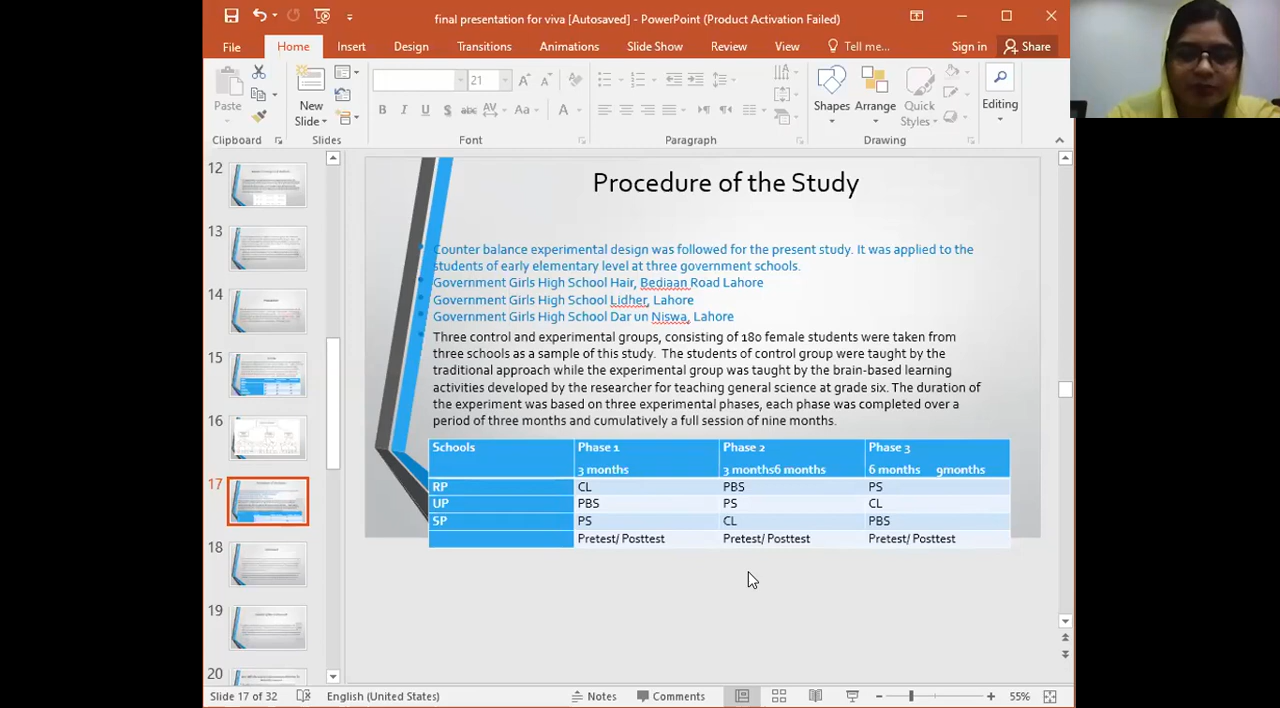 final presentation for viva [Autosaved] - PowerPoint (Product Activation Failed)
File Home Insert Design Transitions Animations Slide Show Review View Tell me... Sign in Share
21
Paste New Slide Shapes Arrange Quick Styles Editing
B I U S abc AV Aa A
Clipboard Slides Font Paragraph Drawing
12
13
14
15
16
17
18
19
20
Procedure of the Study
Counter balance experimental design was followed for the present study. It was applied to the
students of early elementary level at three government schools.
Government Girls High School Hair, Bediaan Road Lahore
Government Girls High School Lidher, Lahore
Government Girls High School Dar un Niswa, Lahore
Three control and experimental groups, consisting of 180 female students were taken from
three schools as a sample of this study. The students of control group were taught by the
traditional approach while the experimental group was taught by the brain-based learning
activities developed by the researcher for teaching general science at grade six. The duration of
the experiment was based on three experimental phases, each phase was completed over a
period of three months and cumulatively a full session of nine months.
Schools Phase 1 Phase 2 Phase 3
3 months 3 months6 months 6 months 9months
RP CL PBS PS
UP PBS PS CL
SP PS CL PBS
Pretest/ Posttest Pretest/ Posttest Pretest/ Posttest
Slide 17 of 32 English (United States) Notes Comments 55%